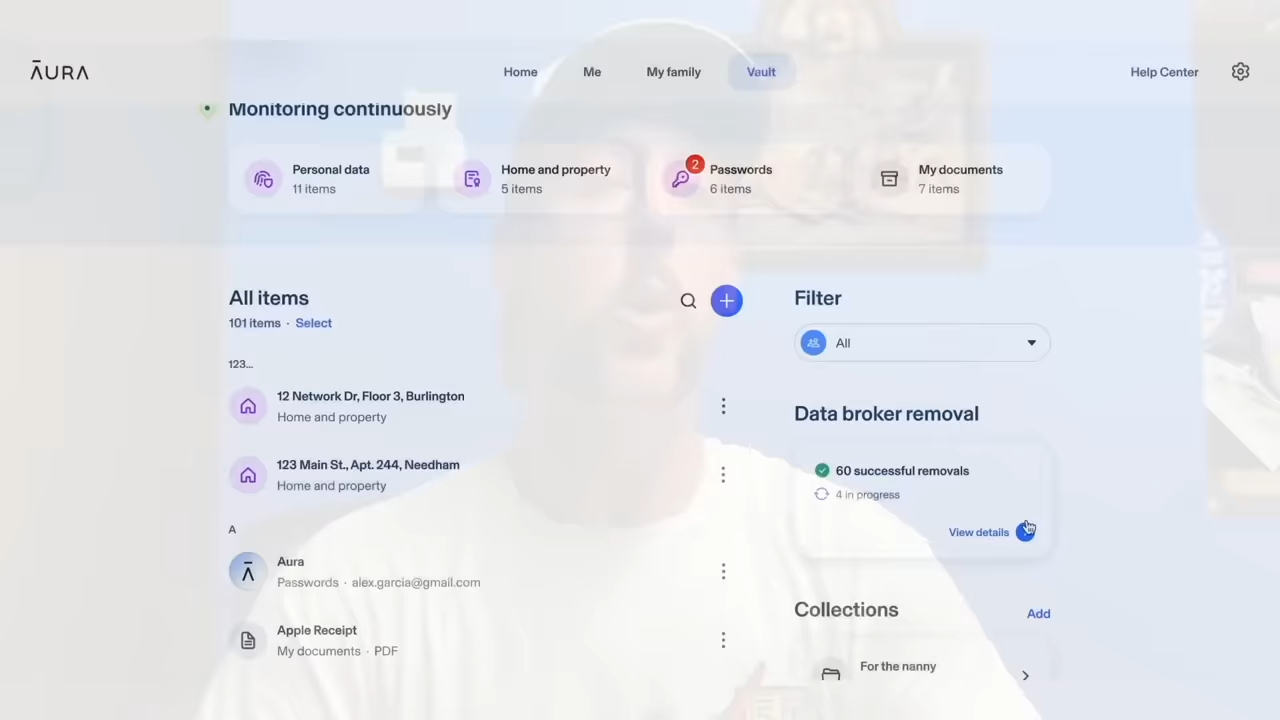 ĀURA
Home
Me
My family
Vault
Help Center
Monitoring continuously
Personal data
11 items
Home and property
5 items
2
Passwords
6 items
My documents
7 items
All items
101 items · Select
123...
12 Network Dr, Floor 3, Burlington
Home and property
123 Main St., Apt. 244, Needham
Home and property
A
Ā
Aura
Passwords · alex.garcia@gmail.com
Apple Receipt
My documents · PDF
Filter
All
Data broker removal
60 successful removals
4 in progress
View details
Collections
Add
For the nanny